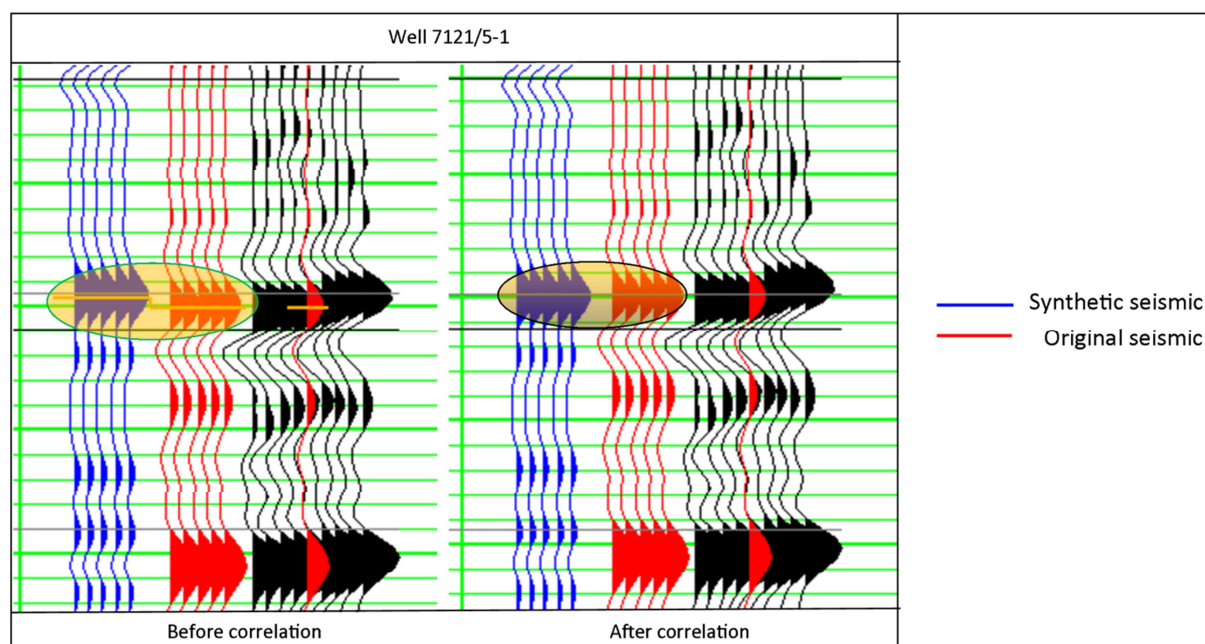 Well 7121/5-1
Synthetic seismic
Original seismic
Before correlation
After correlation